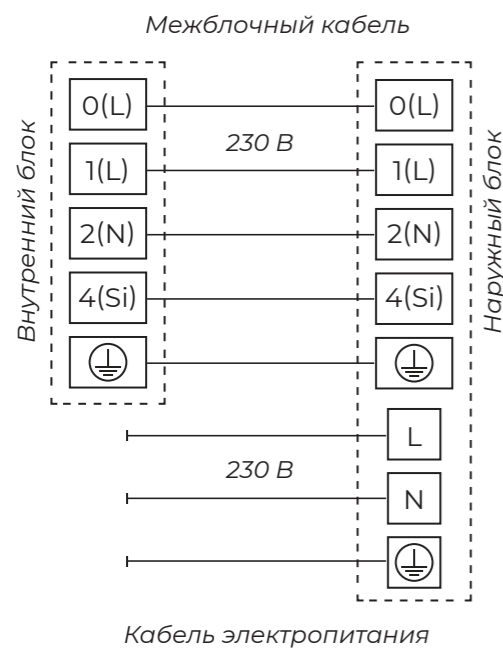 Межблочный кабель
Внутренний блок
Наружный блок
0(L) 0(L)
230 В
1(L) 1(L)
2(N) 2(N)
4(Si) 4(Si)
L
230 В
N
Кабель электропитания